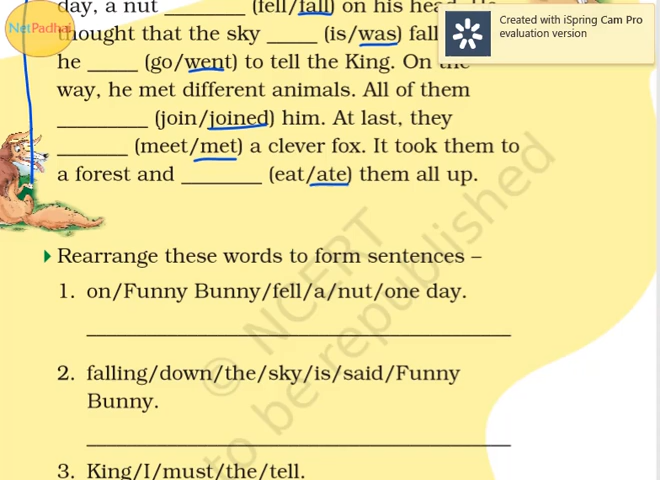 day, a nut ________ (fell/fall) on his head. He
thought that the sky _____ (is/was) fall
he _____ (go/went) to tell the King. On the
way, he met different animals. All of them
_________ (join/joined) him. At last, they
_______ (meet/met) a clever fox. It took them to
a forest and ________ (eat/ate) them all up.
NetPadhai
Created with iSpring Cam Pro
evaluation version
Rearrange these words to form sentences –
1. on/Funny Bunny/fell/a/nut/one day.
2. falling/down/the/sky/is/said/Funny
Bunny.
3. King/I/must/the/tell.
© NCERT
to be republished